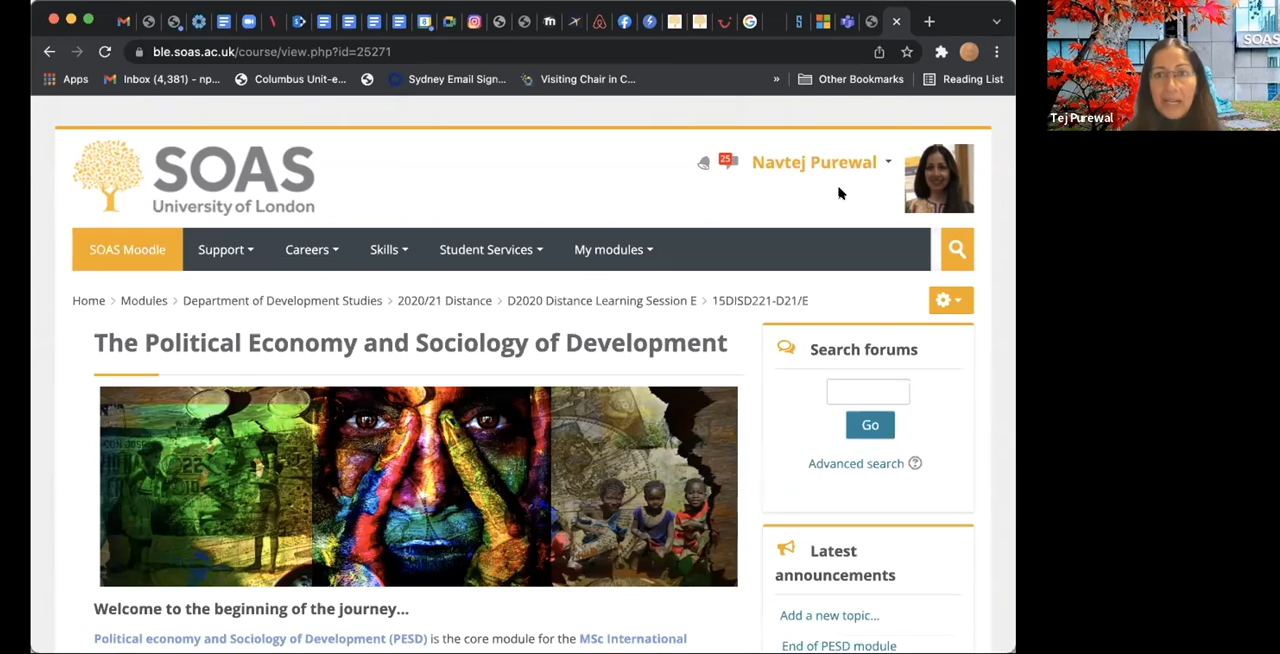 ble.soas.ac.uk/course/view.php?id=25271
Apps
Inbox (4,381) - np...
Columbus Unit-e...
Sydney Email Sign...
Visiting Chair in C...
»
Other Bookmarks
Reading List
SOAS
Tej Purewal
SOAS
University of London
25
Navtej Purewal
SOAS Moodle
Support
Careers
Skills
Student Services
My modules
Home > Modules > Department of Development Studies > 2020/21 Distance > D2020 Distance Learning Session E > 15DISD221-D21/E
The Political Economy and Sociology of Development
Search forums
Go
Advanced search
Welcome to the beginning of the journey...
Political economy and Sociology of Development (PESD) is the core module for the MSc International
Latest
announcements
Add a new topic...
End of PESD module